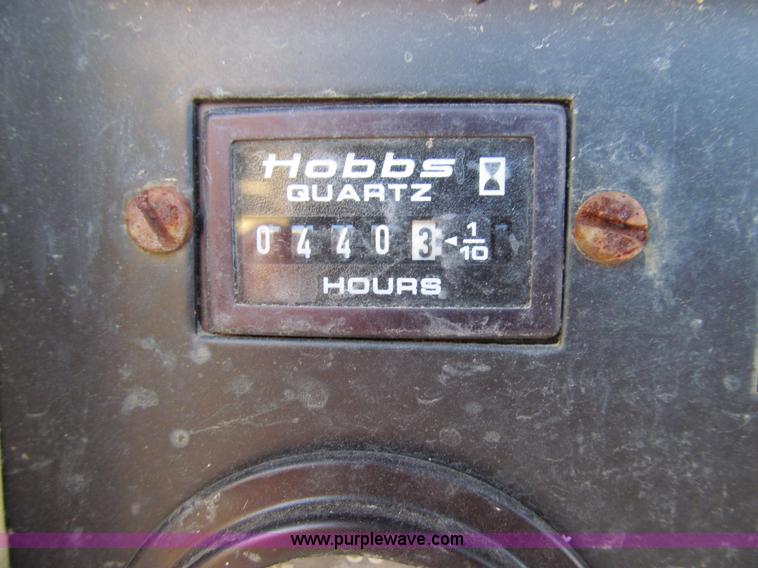 Hobbs
QUARTZ
04403 1/10
HOURS
www.purplewave.com